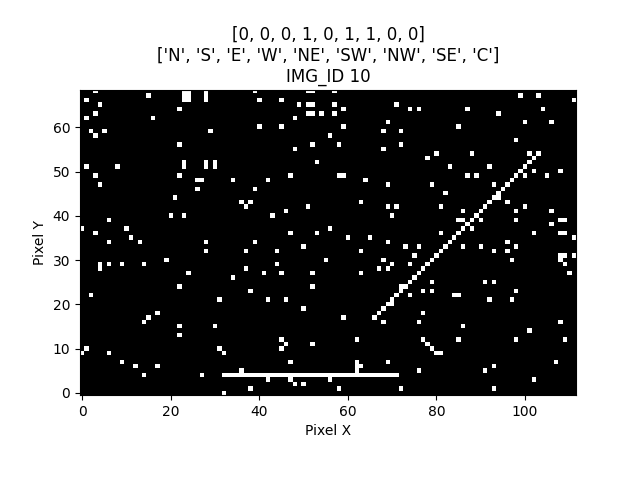 [0, 0, 0, 1, 0, 1, 1, 0, 0]
['N', 'S', 'E', 'W', 'NE', 'SW', 'NW', 'SE', 'C']
IMG_ID 10
60
50
40
30
20
10
0
Pixel Y
0 20 40 60 80 100
Pixel X